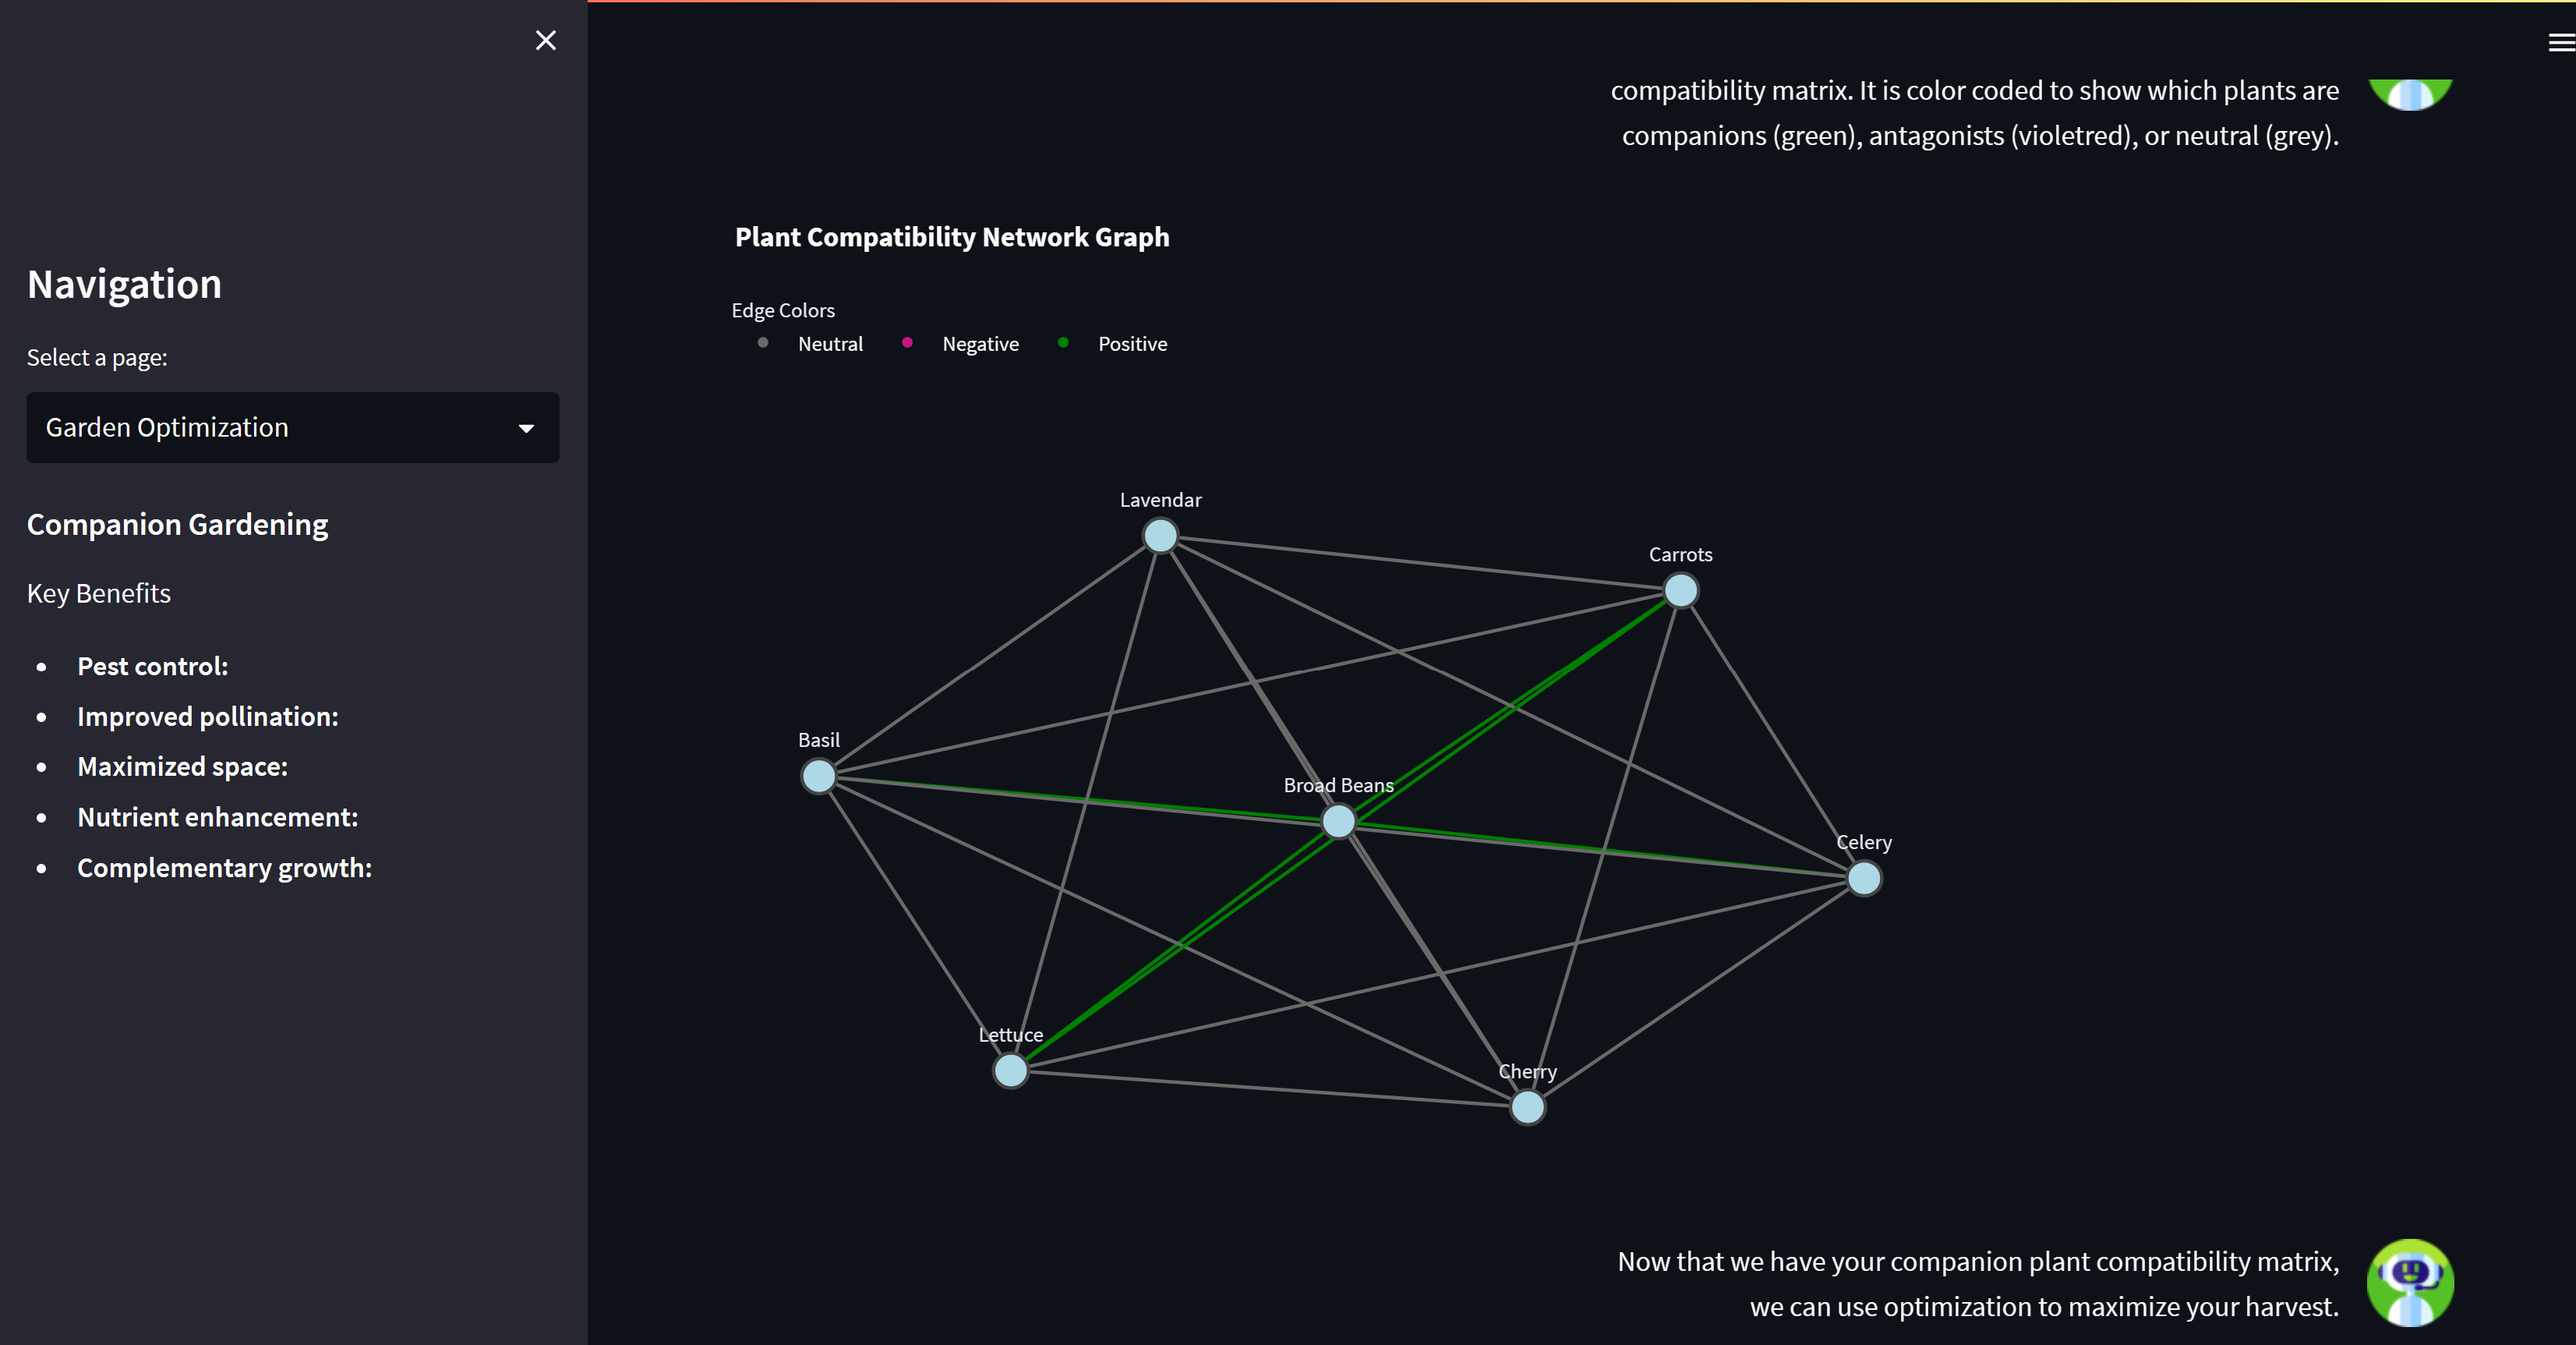 Navigation
Select a page:
Garden Optimization
Companion Gardening
Key Benefits
Pest control:
Improved pollination:
Maximized space:
Nutrient enhancement:
Complementary growth:
compatibility matrix. It is color coded to show which plants are
companions (green), antagonists (violetred), or neutral (grey).
Plant Compatibility Network Graph
Edge Colors
Neutral
Negative
Positive
Lavendar
Carrots
Basil
Broad Beans
Celery
Lettuce
Cherry
Now that we have your companion plant compatibility matrix,
we can use optimization to maximize your harvest.